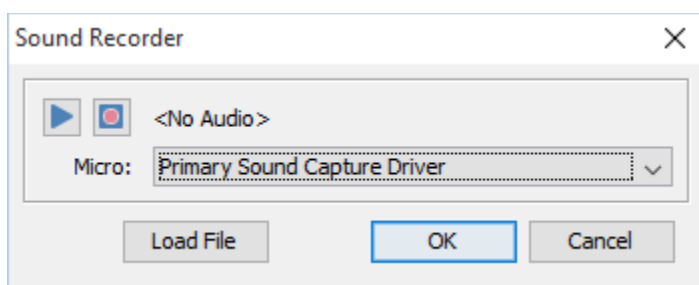 Sound Recorder
<No Audio>
Micro: Primary Sound Capture Driver
Load File OK Cancel